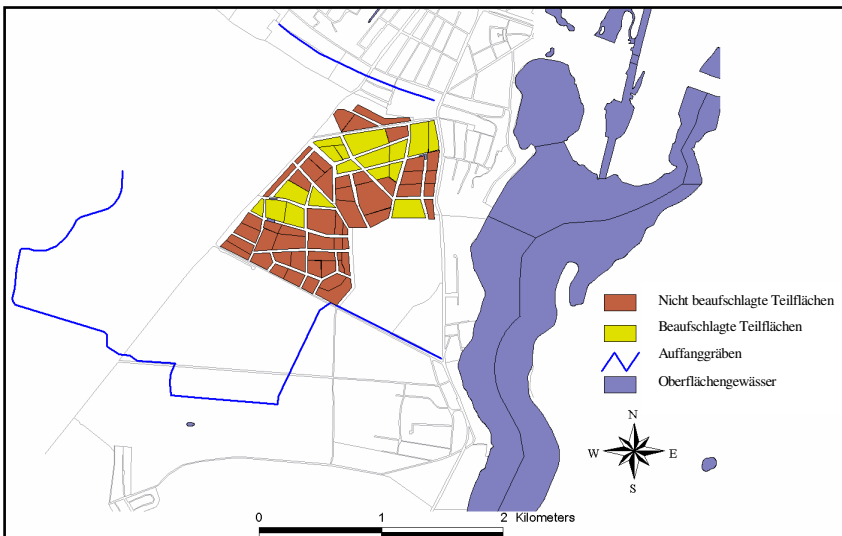 Nicht beaufschlagte Teilflächen
Beaufschlagte Teilflächen
Auffanggräben
Oberflächengewässer
N
W E
S
0 1 2 Kilometers